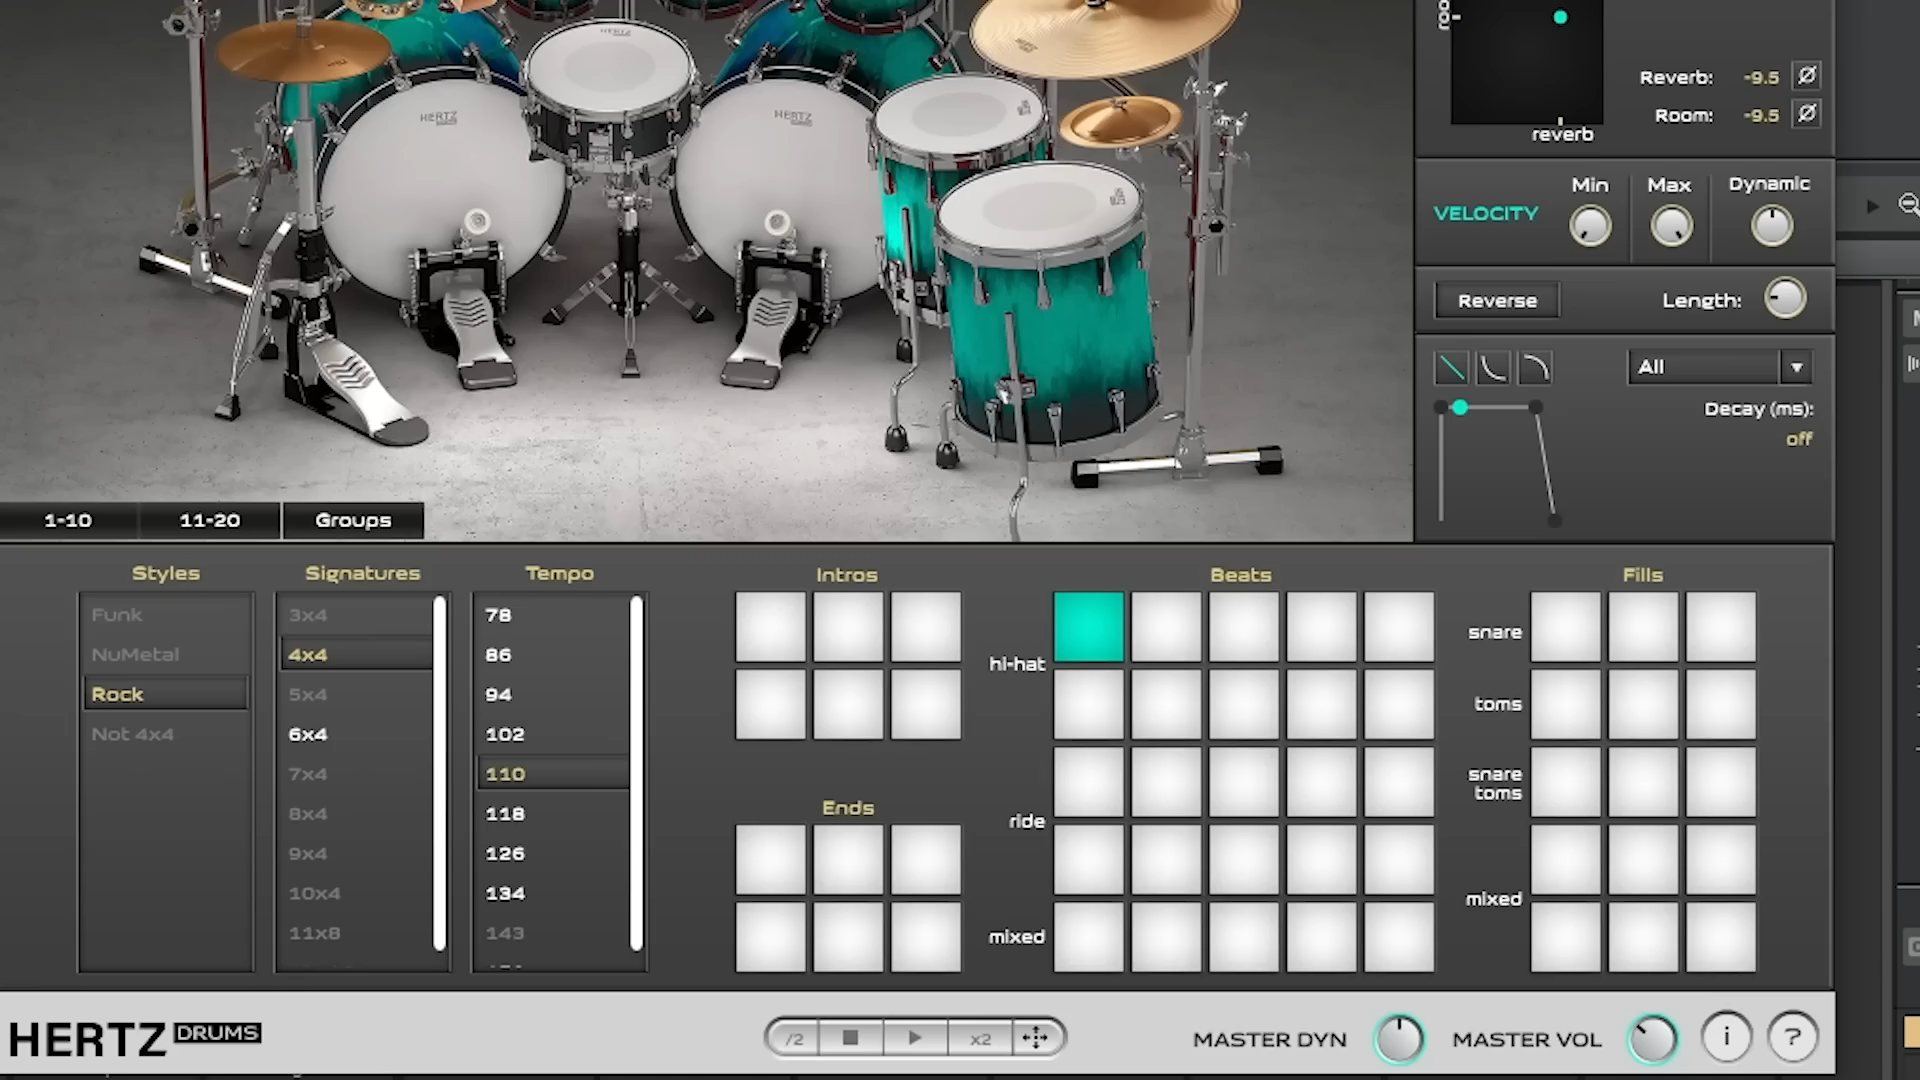 HERTZ
HERTZ
HERTZ
reverb
Reverb: -9.5
Room: -9.5
VELOCITY
Min
Max
Dynamic
Reverse
Length:
All
Decay (ms):
off
1-10
11-20
Groups
Styles
Funk
NuMetal
Rock
Not 4x4
Signatures
3x4
4x4
5x4
6x4
7x4
8x4
9x4
10x4
11x8
Tempo
78
86
94
102
110
118
126
134
143
Intros
Ends
Beats
hi-hat
ride
mixed
Fills
snare
toms
snare
toms
mixed
HERTZ DRUMS
/2
x2
MASTER DYN
MASTER VOL
i
?